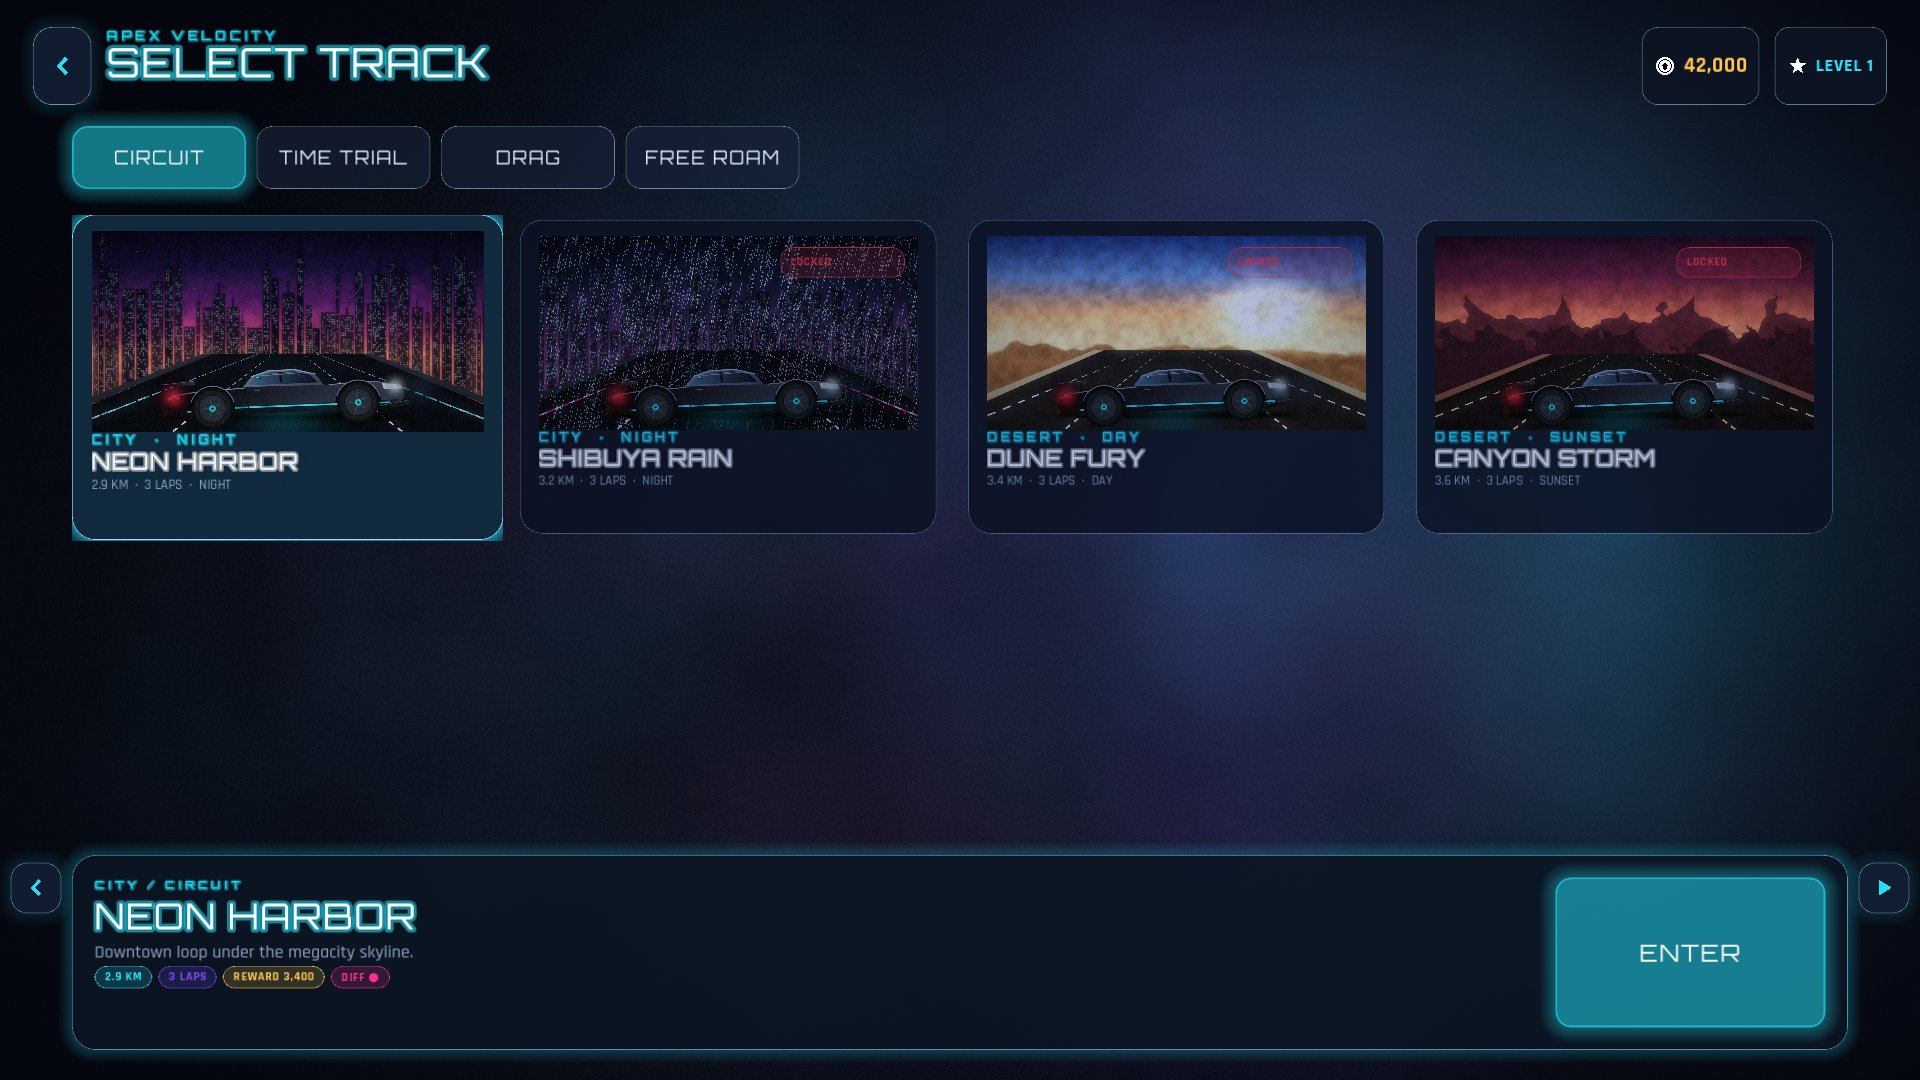 APEX VELOCITY
SELECT TRACK
42,000
LEVEL 1
CIRCUIT
TIME TRIAL
DRAG
FREE ROAM
CITY · NIGHT
NEON HARBOR
2.9 KM · 3 LAPS · NIGHT
LOCKED
CITY · NIGHT
SHIBUYA RAIN
3.2 KM · 3 LAPS · NIGHT
LOCKED
DESERT · DAY
DUNE FURY
3.4 KM · 3 LAPS · DAY
LOCKED
DESERT · SUNSET
CANYON STORM
3.6 KM · 3 LAPS · SUNSET
CITY / CIRCUIT
NEON HARBOR
Downtown loop under the megacity skyline.
2.9 KM
3 LAPS
REWARD 3,400
DIFF ●
ENTER